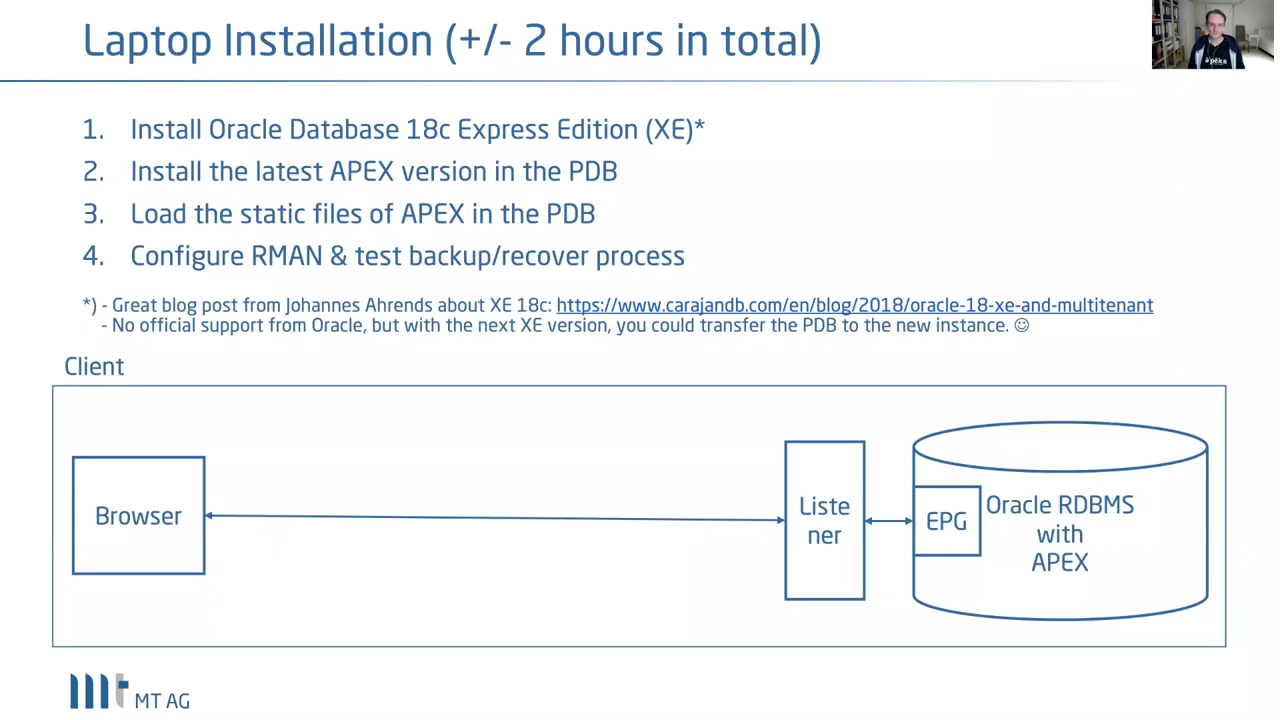 Laptop Installation (+/- 2 hours in total)
1. Install Oracle Database 18c Express Edition (XE)*
2. Install the latest APEX version in the PDB
3. Load the static files of APEX in the PDB
4. Configure RMAN & test backup/recover process
*) - Great blog post from Johannes Ahrends about XE 18c: https://www.carajandb.com/en/blog/2018/oracle-18-xe-and-multitenant
- No official support from Oracle, but with the next XE version, you could transfer the PDB to the new instance. ☺
Client
Browser
Liste
ner
EPG
Oracle RDBMS
with
APEX
mt MT AG